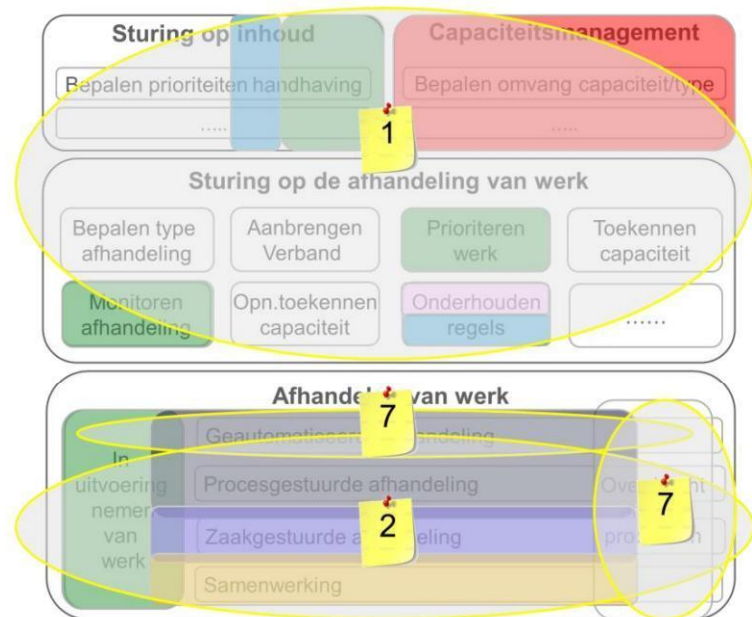 Sturing op inhoud
Capaciteitsmanagement
Bepalen prioriteiten handhaving
Bepalen omvang capaciteit/type
.....
.....
1
Sturing op de afhandeling van werk
Bepalen type
afhandeling
Aanbrengen
Verband
Prioriteren
werk
Toekennen
capaciteit
Monitoren
afhandeling
Opn.toekennen
capaciteit
Onderhouden
regels
......
Afhandelen van werk
7
In
uitvoering
nemer
van
werk
Procesgestuurde afhandeling
7
2
Zaakgestuurde
Samenwerking